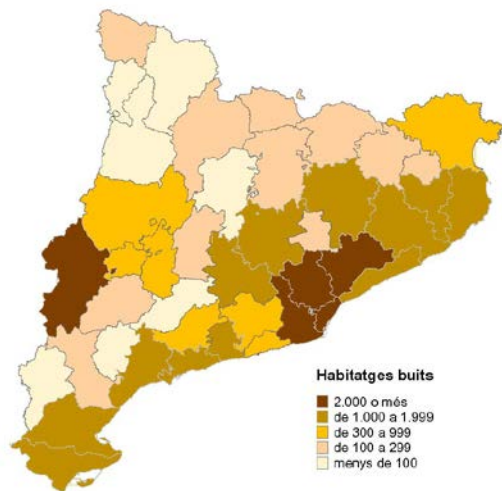 Habitatges buits
2.000 o més
de 1.000 a 1.999
de 300 a 999
de 100 a 299
menys de 100